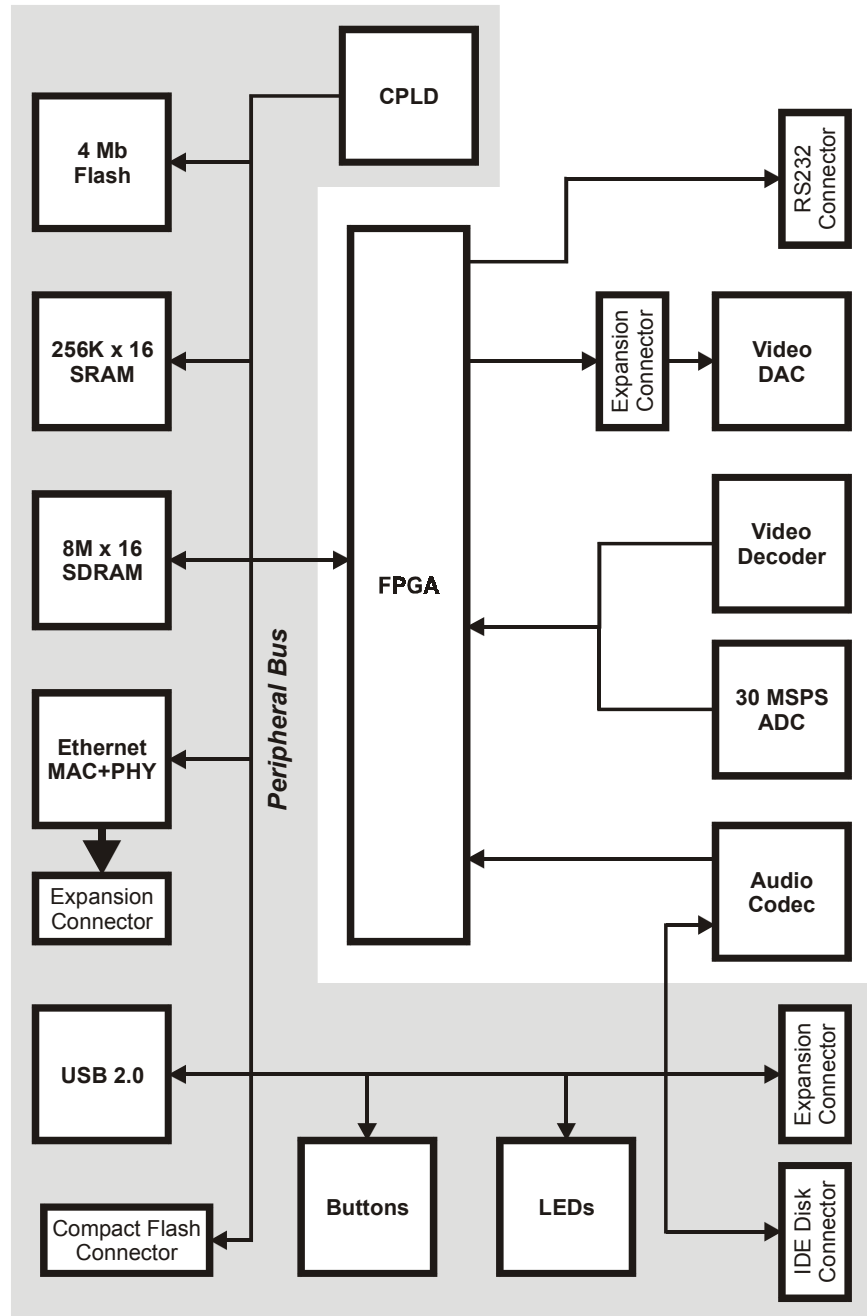 CPLD
4 Mb
Flash
RS232
Connector
256K x 16
SRAM
Expansion
Connector
Video
DAC
8M x 16
SDRAM
FPGA
Video
Decoder
Peripheral Bus
Ethernet
MAC+PHY
30 MSPS
ADC
Expansion
Connector
Audio
Codec
USB 2.0
Expansion
Connector
Buttons
LEDs
Compact Flash
Connector
IDE Disk
Connector